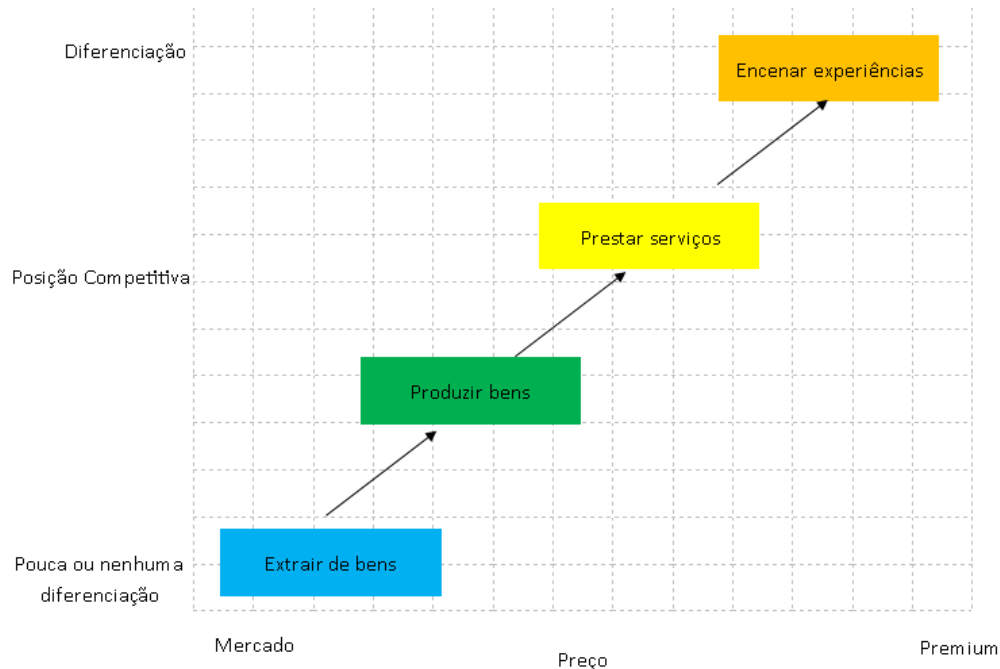 Diferenciação
Encenar experiências
Prestar serviços
Posição Competitiva
Produzir bens
Pouca ou nenhuma
diferenciação
Extrair de bens
Mercado
Preço
Premium